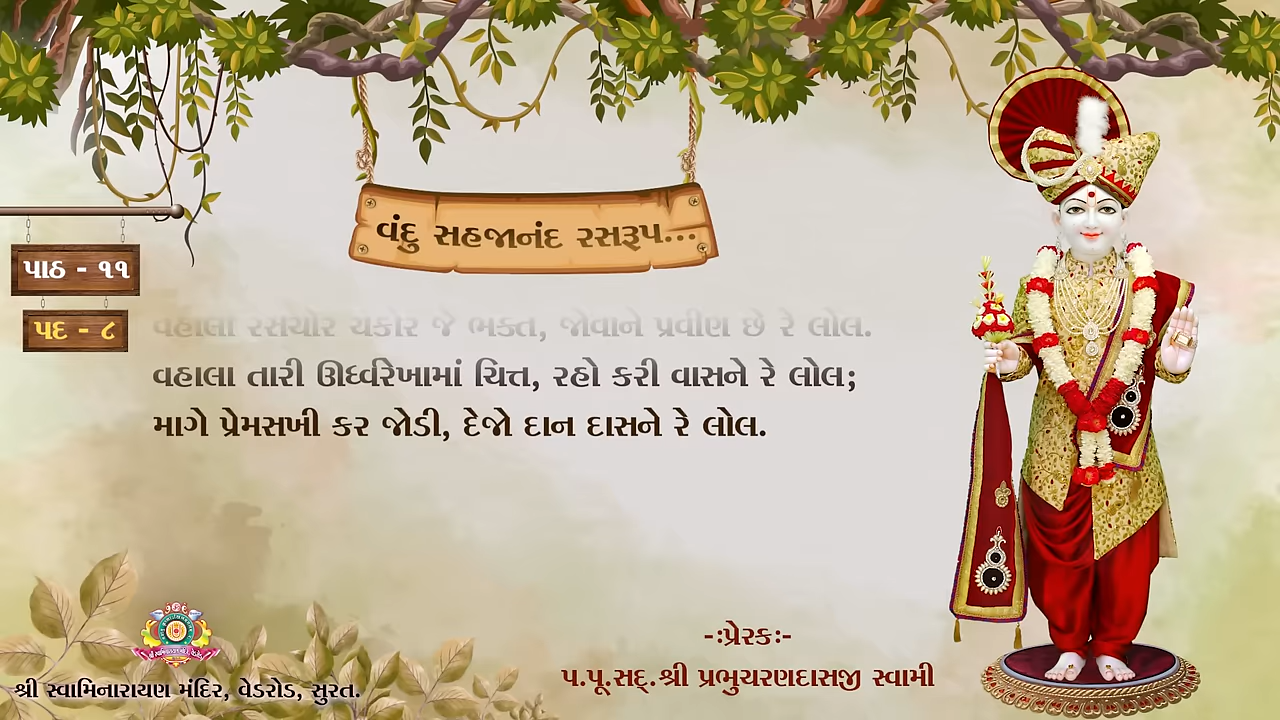 વંદુ સહજાનંદ રસરૂપ...
પાઠ - ૧૧
પદ - ૮
વહાલા રસચોર ચકોર જે ભક્ત, જોવાને પ્રવીણ છે રે લોલ.
વહાલા તારી ઊર્ધ્વરેખામાં ચિત્ત, રહો કરી વાસને રે લોલ;
માગે પ્રેમસખી કર જોડી, દેજો દાન દાસને રે લોલ.
-:પ્રેરક:-
પ.પૂ.સદ્.શ્રી પ્રભુચરણદાસજી સ્વામી
શ્રી સ્વામિનારાયણ મંદિર, વેડરોડ, સુરત.